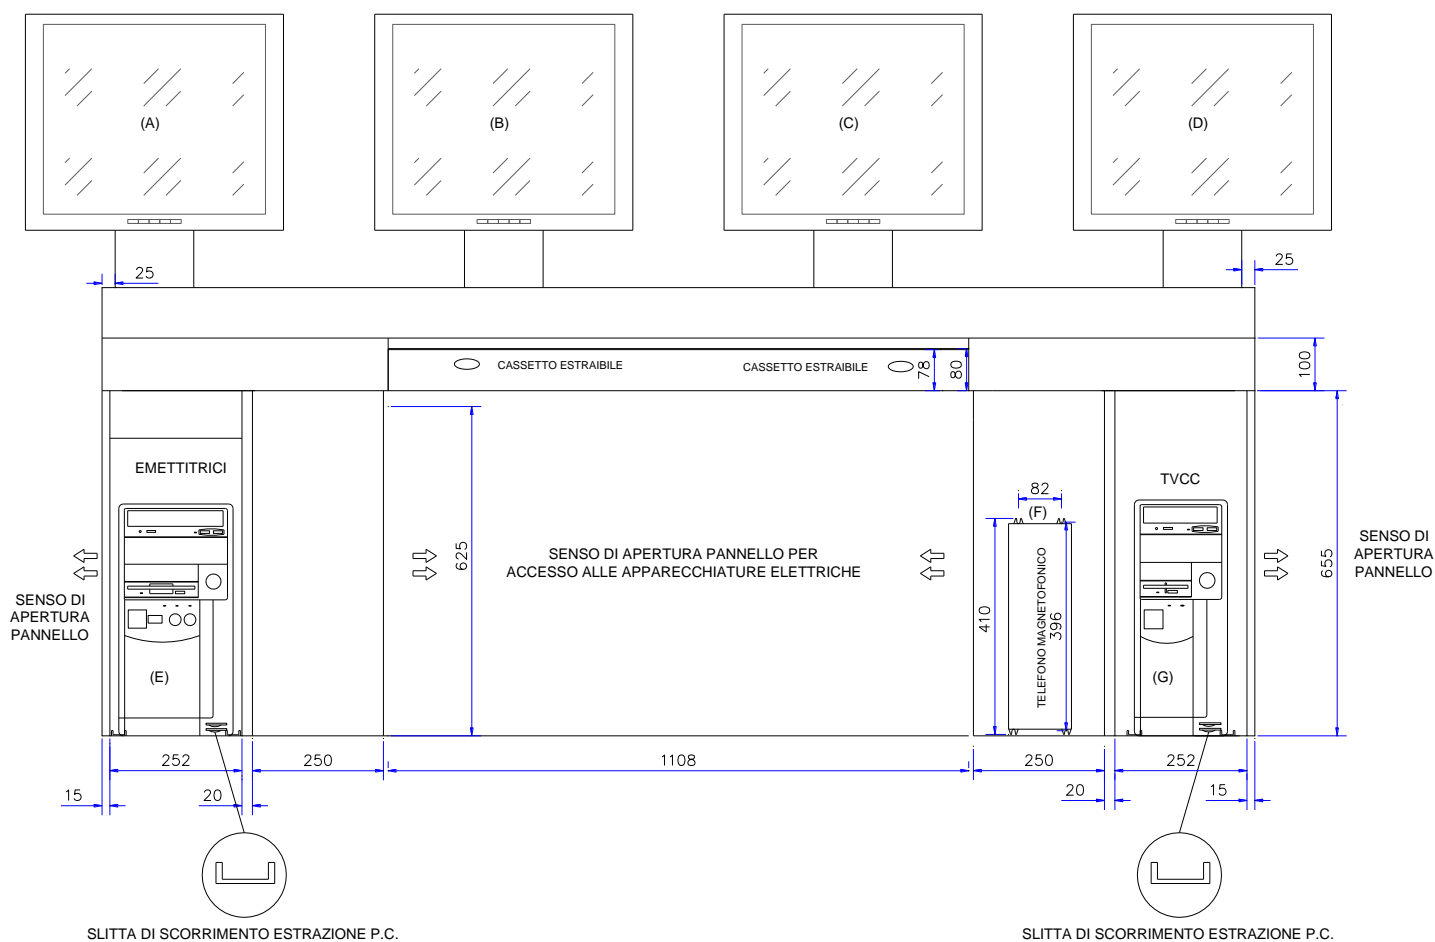 (A)
(B)
(C)
(D)
25
25
CASSETTO ESTRAIBILE
CASSETTO ESTRAIBILE
78
80
100
EMETTITRICI
TVCC
82
(F)
625
SENSO DI APERTURA PANNELLO PER
ACCESSO ALLE APPARECCHIATURE ELETTRICHE
410
TELEFONO MAGNETOFONICO
396
655
SENSO DI
APERTURA
PANNELLO
SENSO DI
APERTURA
PANNELLO
(E)
(G)
252
250
1108
250
252
15
20
20
15
SLITTA DI SCORRIMENTO ESTRAZIONE P.C.
SLITTA DI SCORRIMENTO ESTRAZIONE P.C.